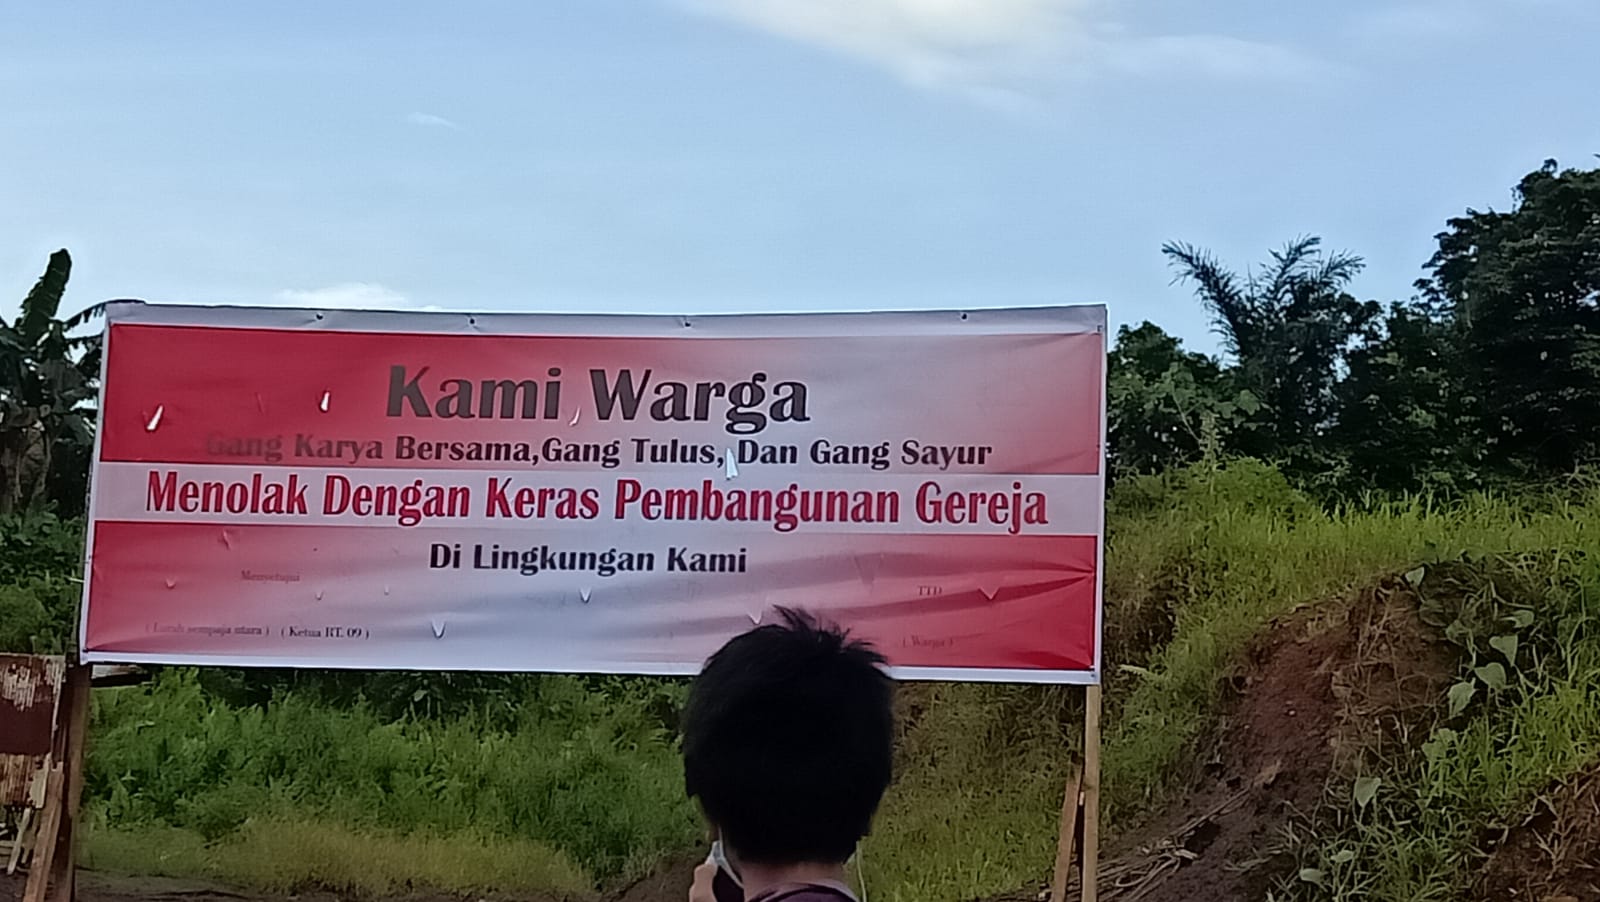 Kami Warga
Gang Karya Bersama,Gang Tulus, Dan Gang Sayur
Menolak Dengan Keras Pembangunan Gereja
Di Lingkungan Kami
Menyetujui
TTD
( Lurah sempaja utara ) ( Ketua RT. 09 )
( Warga )